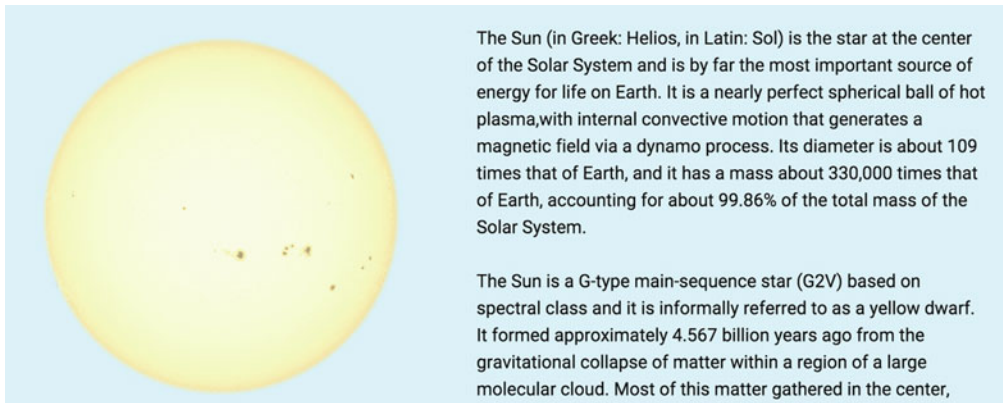 The Sun (in Greek: Helios, in Latin: Sol) is the star at the center
of the Solar System and is by far the most important source of
energy for life on Earth. It is a nearly perfect spherical ball of hot
plasma,with internal convective motion that generates a
magnetic field via a dynamo process. Its diameter is about 109
times that of Earth, and it has a mass about 330,000 times that
of Earth, accounting for about 99.86% of the total mass of the
Solar System.

The Sun is a G-type main-sequence star (G2V) based on
spectral class and it is informally referred to as a yellow dwarf.
It formed approximately 4.567 billion years ago from the
gravitational collapse of matter within a region of a large
molecular cloud. Most of this matter gathered in the center,